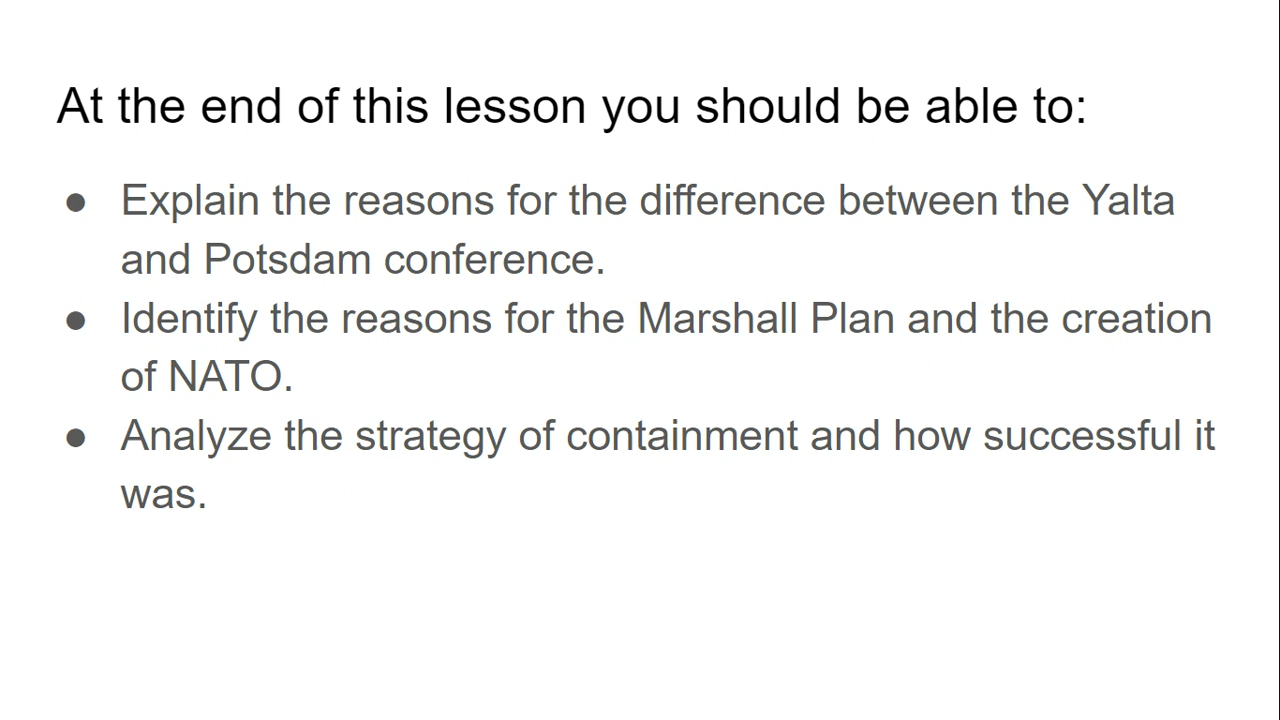 At the end of this lesson you should be able to:
● Explain the reasons for the difference between the Yalta
and Potsdam conference.
● Identify the reasons for the Marshall Plan and the creation
of NATO.
● Analyze the strategy of containment and how successful it
was.